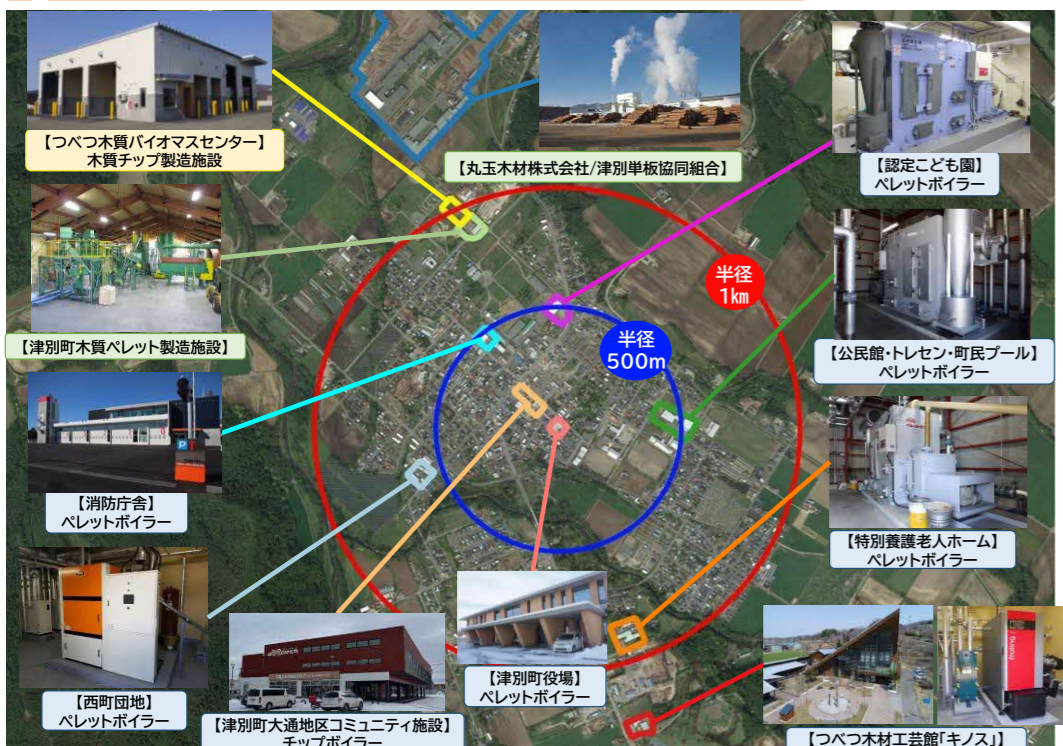 【つべつ木質バイオマスセンター】
木質チップ製造施設
【丸玉木材株式会社/津別単板協同組合】
【認定こども園】
ペレットボイラー
【津別町木質ペレット製造施設】
半径
1km
半径
500m
【公民館・トレセン・町民プール】
ペレットボイラー
【消防庁舎】
ペレットボイラー
【特別養護老人ホーム】
ペレットボイラー
【西町団地】
ペレットボイラー
【津別町大通地区コミュニティ施設】
チップボイラー
【津別町役場】
ペレットボイラー
【つべつ木材工芸館「キノス」】
P